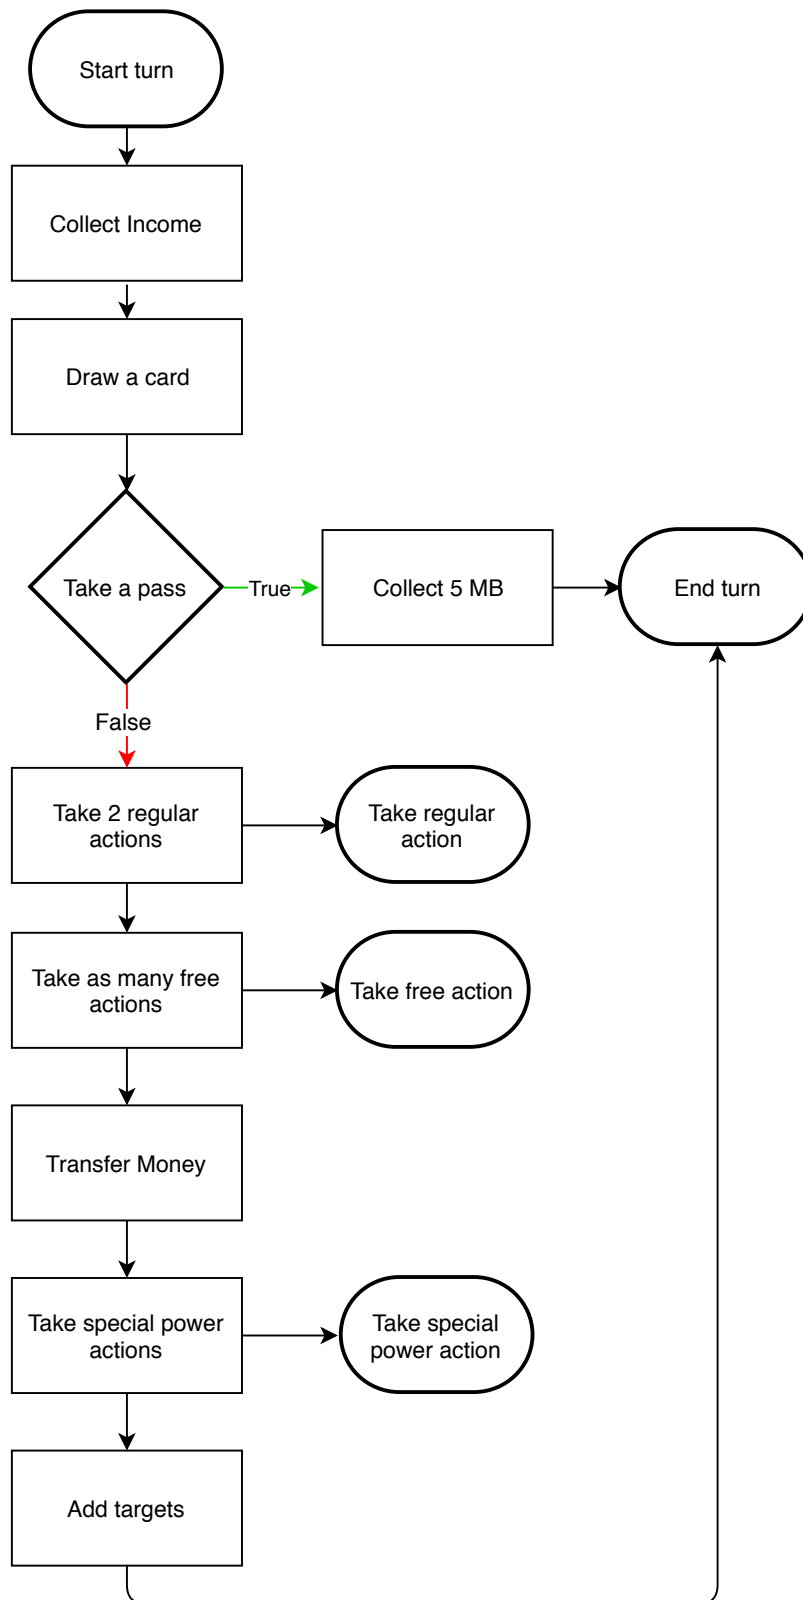 Start turn
Collect Income
Draw a card
Take a pass
True
Collect 5 MB
End turn
False
Take 2 regular
actions
Take regular
action
Take as many free
actions
Take free action
Transfer Money
Take special power
actions
Take special
power action
Add targets